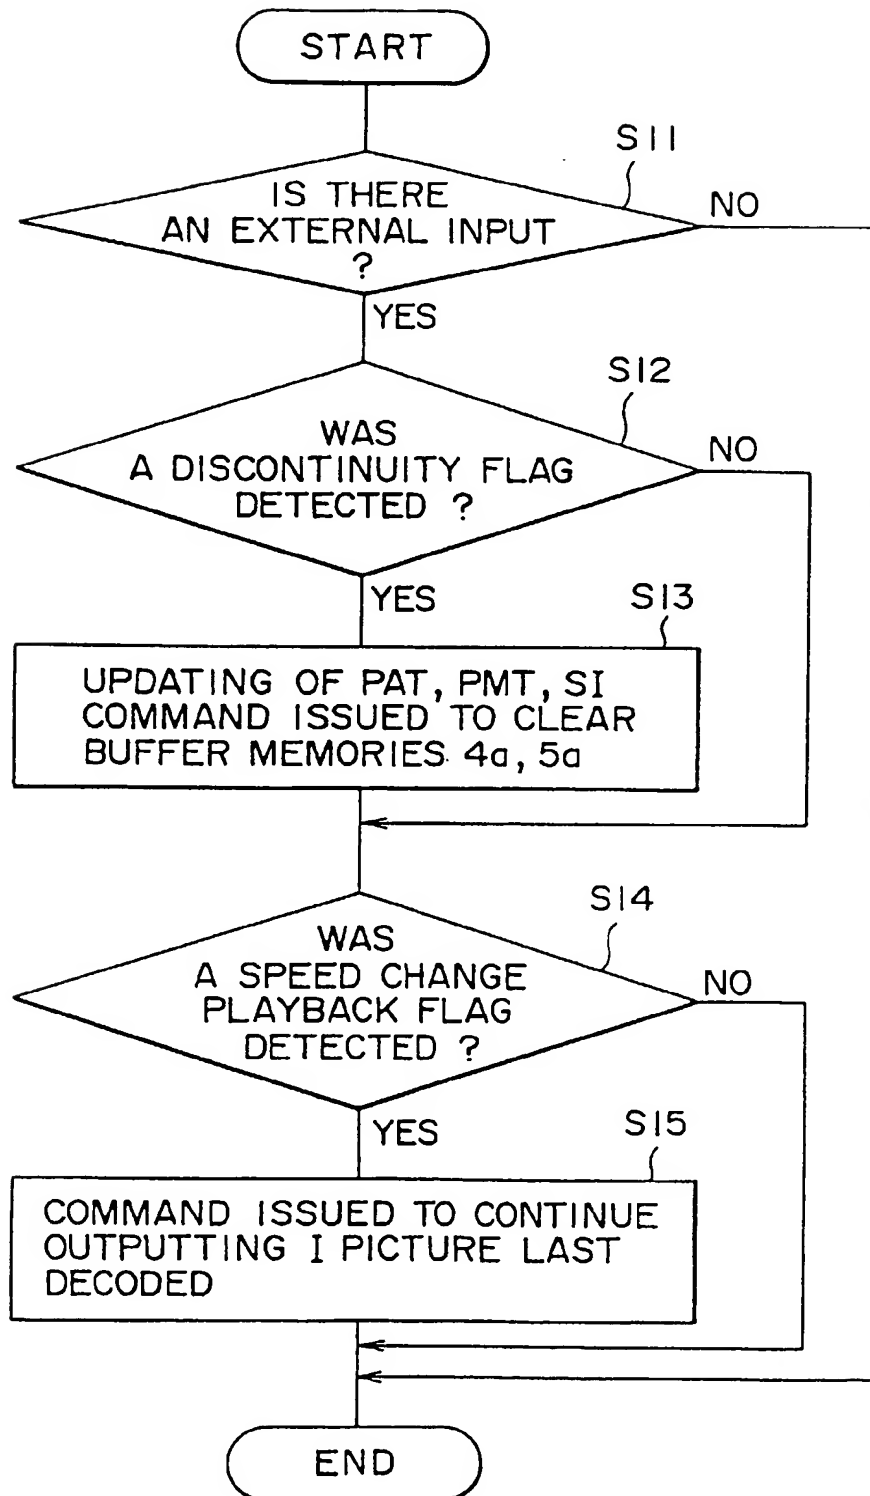 START
S11
IS THERE
AN EXTERNAL INPUT
?
NO
YES
S12
WAS
A DISCONTINUITY FLAG
DETECTED ?
NO
YES
S13
UPDATING OF PAT, PMT, SI
COMMAND ISSUED TO CLEAR
BUFFER MEMORIES 4a, 5a
S14
WAS
A SPEED CHANGE
PLAYBACK FLAG
DETECTED ?
NO
YES
S15
COMMAND ISSUED TO CONTINUE
OUTPUTTING I PICTURE LAST
DECODED
END